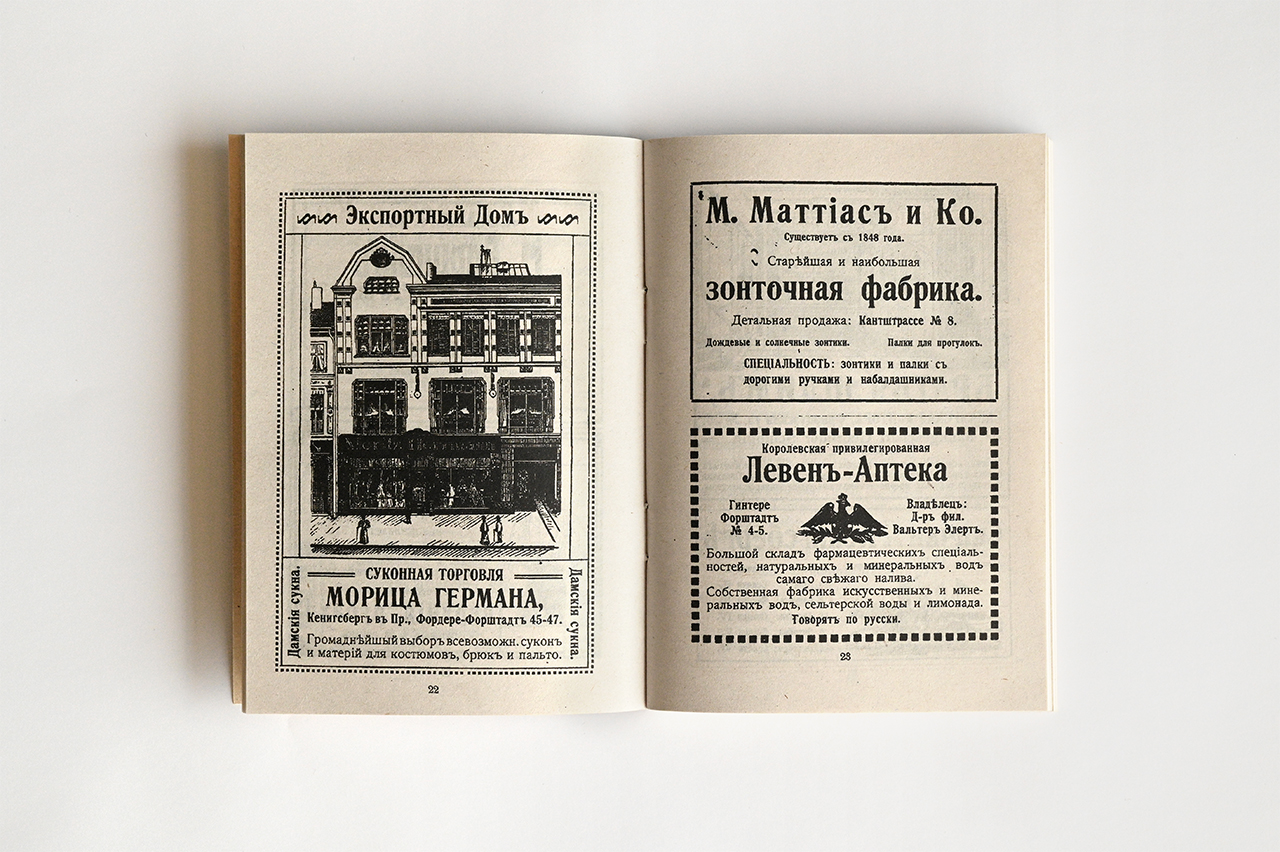 Экспортный Домъ
Дамскія сукна.
СУКОННАЯ ТОРГОВЛЯ
МОРИЦА ГЕРМАНА,
Кенигсбергъ въ Пр., Фордере-Форштадтъ 45-47.
Громаднѣйшый выборъ всевозможн. суконъ
и матерій для костюмовъ, брюкъ и пальто.
Дамскія сукна.
22
М. Маттіасъ и Ко.
Существуетъ съ 1848 года.
Старѣйшая и наибольшая
зонточная фабрика.
Детальная продажа: Кантштрассе № 8.
Дождевые и солнечные зонтики. Палки для прогулокъ.
СПЕЦІАЛЬНОСТЬ: зонтики и палки съ
дорогими ручками и набалдашниками.
Королевская привилегированная
Левенъ-Аптека
Гинтере
Форштадтъ
№ 4-5.
Владѣлецъ:
Д-ръ фил.
Вальтеръ Элертъ.
Большой складъ фармацевтическихъ спеціаль-
ностей, натуральныхъ и минеральныхъ водъ
самаго свѣжаго налива.
Собственная фабрика искусственныхъ и мине-
ральныхъ водъ, сельтерской воды и лимонада.
Говорятъ по русски.
23